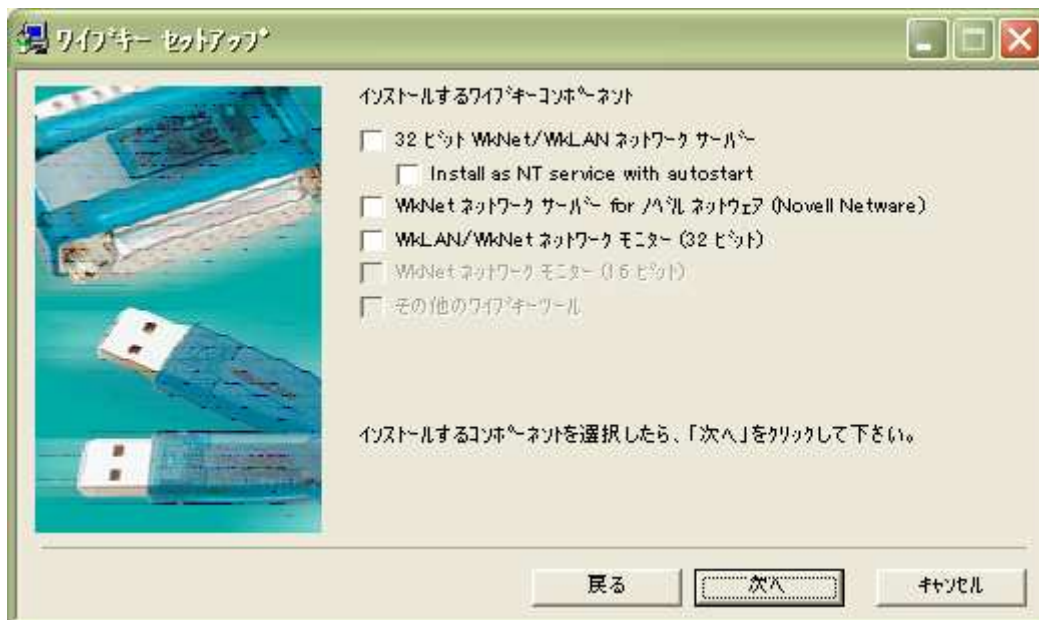 ワイブキー セットアップ
インストールするワイブキーコンポーネント
32 ビット WkNet/WkLAN ネットワーク サーバー
Install as NT service with autostart
WkNet ネットワーク サーバー for ノベル ネットウェア (Novell Netware)
WkLAN/WkNet ネットワーク モニター (32 ビット)
WkNet ネットワーク モニター (16 ビット)
その他のワイブキーツール
インストールするコンポーネントを選択したら、「次へ」をクリックして下さい。
戻る
次へ
キャンセル